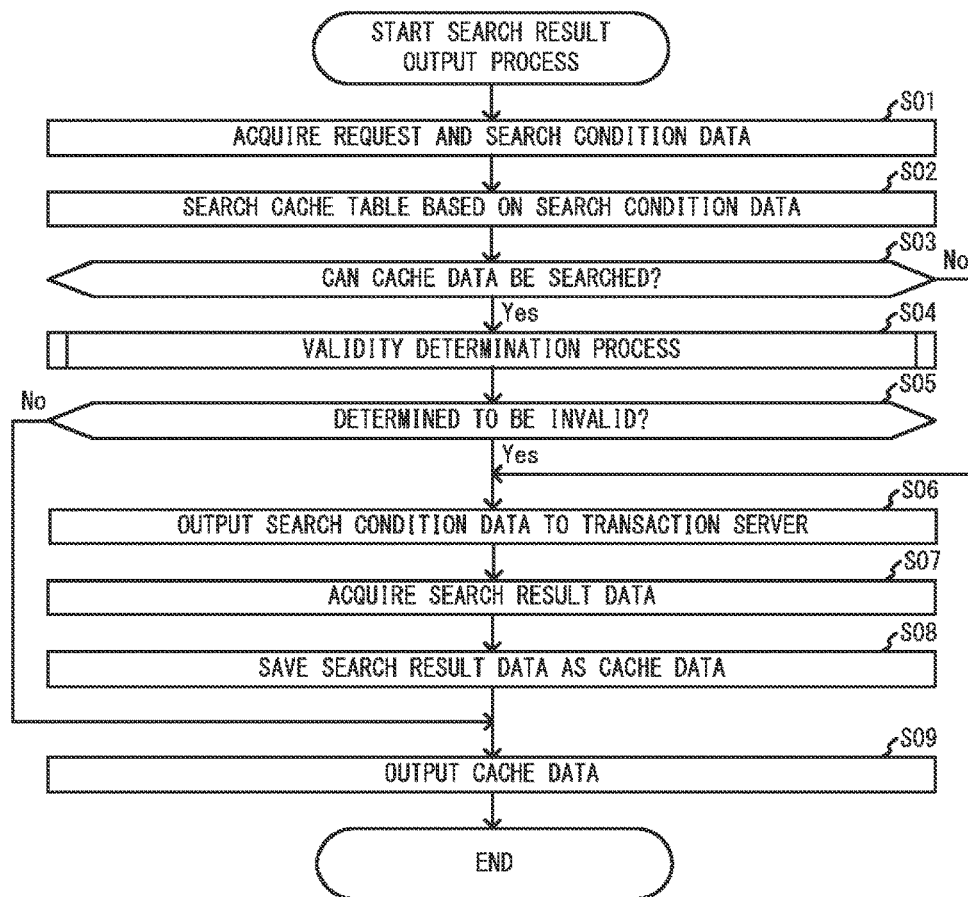 START SEARCH RESULT
OUTPUT PROCESS
S01
ACQUIRE REQUEST AND SEARCH CONDITION DATA
S02
SEARCH CACHE TABLE BASED ON SEARCH CONDITION DATA
S03
CAN CACHE DATA BE SEARCHED?
No
Yes
S04
VALIDITY DETERMINATION PROCESS
S05
No
DETERMINED TO BE INVALID?
Yes
S06
OUTPUT SEARCH CONDITION DATA TO TRANSACTION SERVER
S07
ACQUIRE SEARCH RESULT DATA
S08
SAVE SEARCH RESULT DATA AS CACHE DATA
S09
OUTPUT CACHE DATA
END